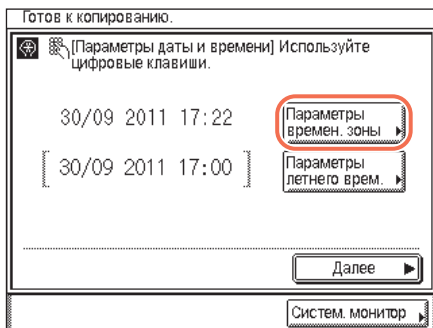 Готов к копированию.
[Параметры даты и времени] Используйте
цифровые клавиши.
30/09 2011 17:22
Параметры
времен. зоны
[ 30/09 2011 17:00 ]
Параметры
летнего врем.
Далее
Систем. монитор